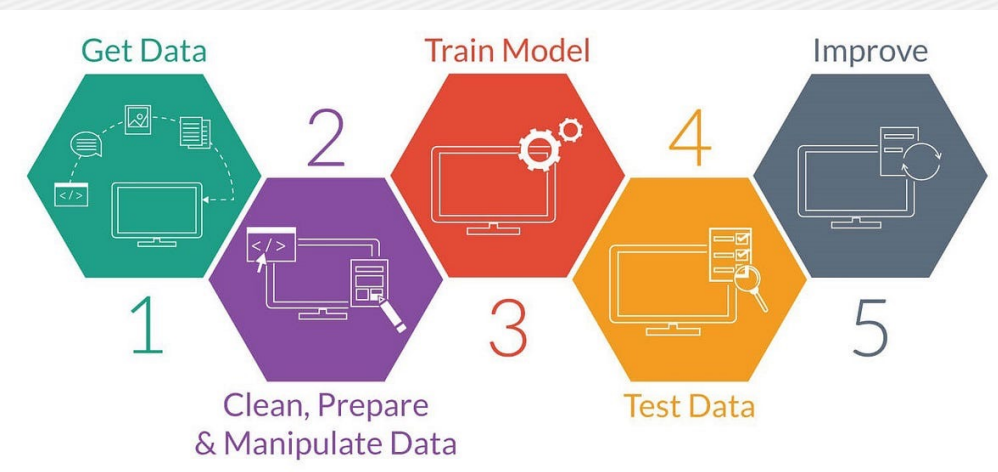 Get Data
1
2
Clean, Prepare
& Manipulate Data
Train Model
3
4
Test Data
Improve
5
</>
</>